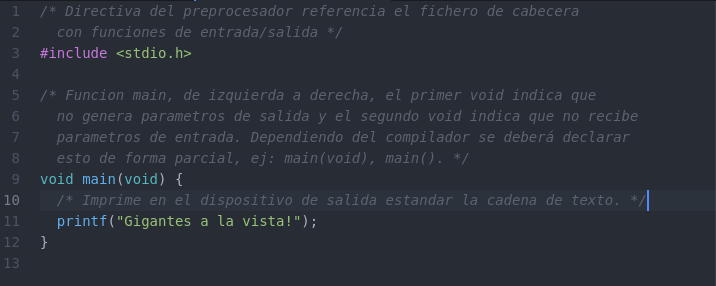 1 /* Directiva del preprocesador referencia el fichero de cabecera
2 con funciones de entrada/salida */
3 #include <stdio.h>
4
5 /* Funcion main, de izquierda a derecha, el primer void indica que
6 no genera parametros de salida y el segundo void indica que no recibe
7 parametros de entrada. Dependiendo del compilador se deberá declarar
8 esto de forma parcial, ej: main(void), main(). */
9 void main(void) {
10 /* Imprime en el dispositivo de salida estandar la cadena de texto. */
11 printf("Gigantes a la vista!");
12 }
13